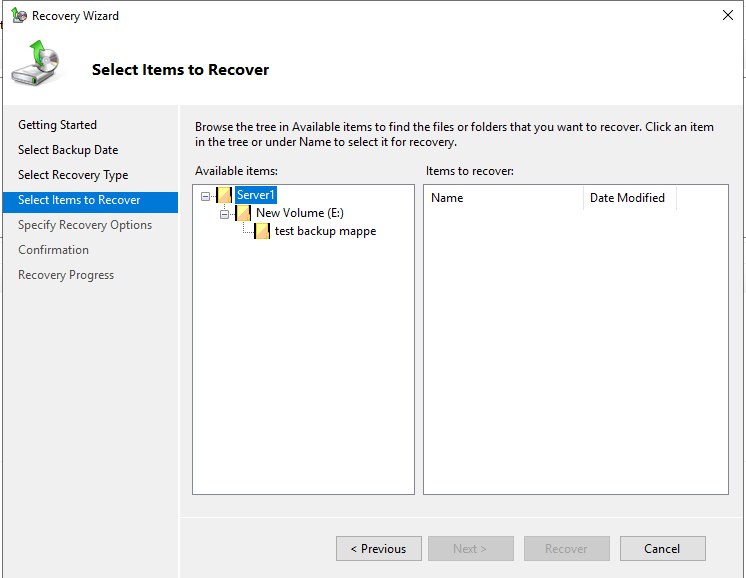 Recovery Wizard
Select Items to Recover
Getting Started
Select Backup Date
Select Recovery Type
Select Items to Recover
Specify Recovery Options
Confirmation
Recovery Progress
Browse the tree in Available items to find the files or folders that you want to recover. Click an item
in the tree or under Name to select it for recovery.
Available items:
Server1
New Volume (E:)
test backup mappe
Items to recover:
Name Date Modified
< Previous Next > Recover Cancel